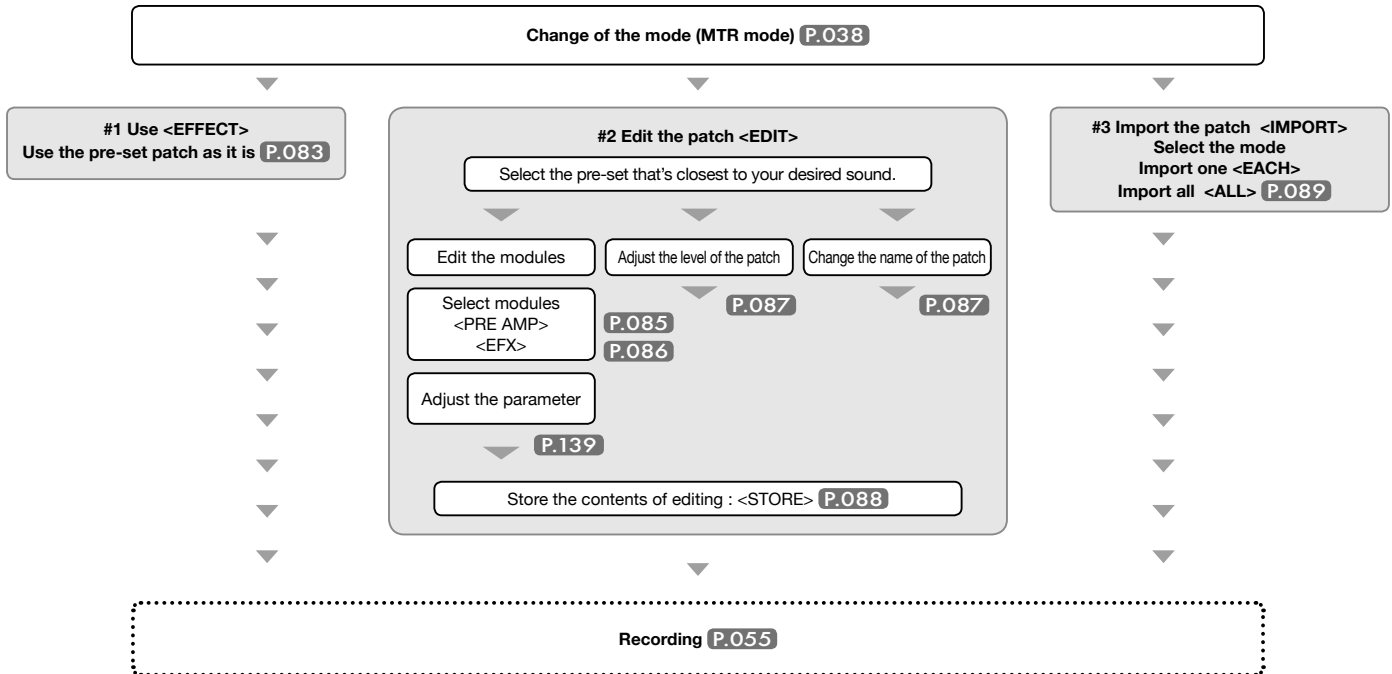 Change of the mode (MTR mode) P.038
#1 Use <EFFECT>
Use the pre-set patch as it is P.083
#2 Edit the patch <EDIT>
Select the pre-set that's closest to your desired sound.
Edit the modules
Select modules
<PRE AMP>
<EFX>
P.085
P.086
Adjust the parameter
P.139
Adjust the level of the patch
P.087
Change the name of the patch
P.087
Store the contents of editing : <STORE> P.088
#3 Import the patch <IMPORT>
Select the mode
Import one <EACH>
Import all <ALL> P.089
Recording P.055